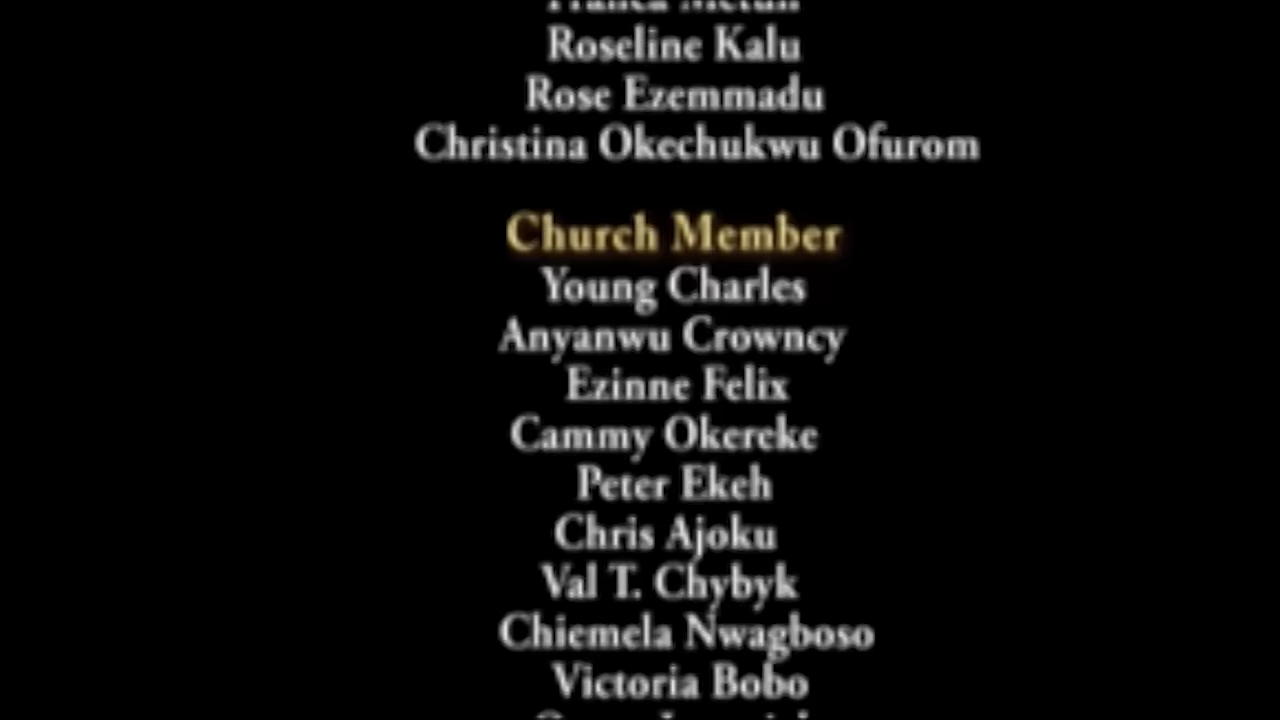 Roseline Kalu
Rose Ezemmadu
Christina Okechukwu Ofurom
Church Member
Young Charles
Anyanwu Crowncy
Ezinne Felix
Cammy Okereke
Peter Ekeh
Chris Ajoku
Val T. Chybyk
Chiemela Nwagboso
Victoria Bobo